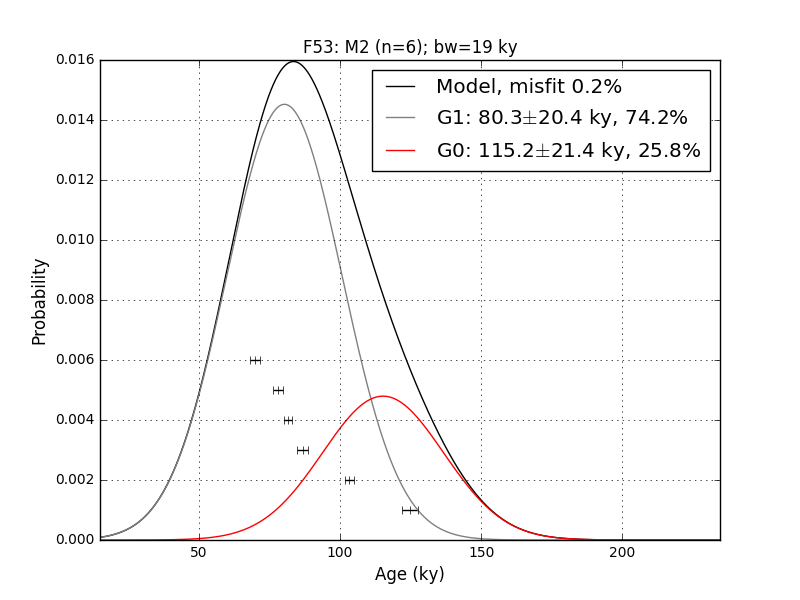 F53: M2 (n=6); bw=19 ky
Model, misfit 0.2%
G1: 80.3±20.4 ky, 74.2%
G0: 115.2±21.4 ky, 25.8%
0.016
0.014
0.012
0.010
0.008
0.006
0.004
0.002
0.000
Probability
50
100
150
200
Age (ky)